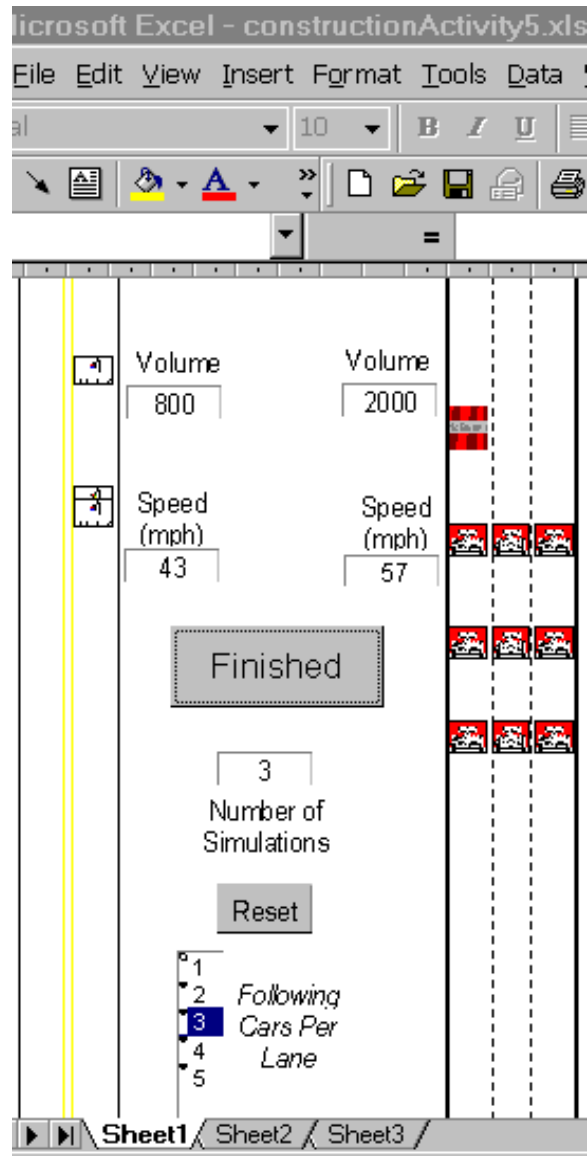 licrosoft Excel - constructionActivity5.xls
File Edit View Insert Format Tools Data
al 10 B I U
A
=
Volume Volume
800 2000
Speed Speed
(mph) (mph)
43 57
Finished
3
Number of
Simulations
Reset
1
2 Following
3 Cars Per
4 Lane
5
Sheet1 Sheet2 Sheet3